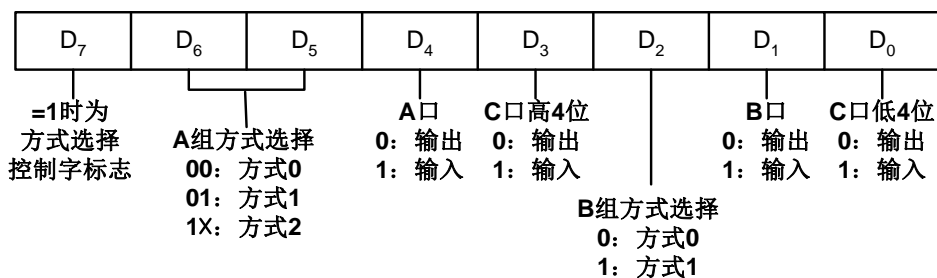 D7 D6 D5 D4 D3 D2 D1 D0
=1时为
方式选择
控制字标志
A组方式选择
00：方式0
01：方式1
1X：方式2
A口
0：输出
1：输入
C口高4位
0：输出
1：输入
B组方式选择
0：方式0
1：方式1
B口
0：输出
1：输入
C口低4位
0：输出
1：输入